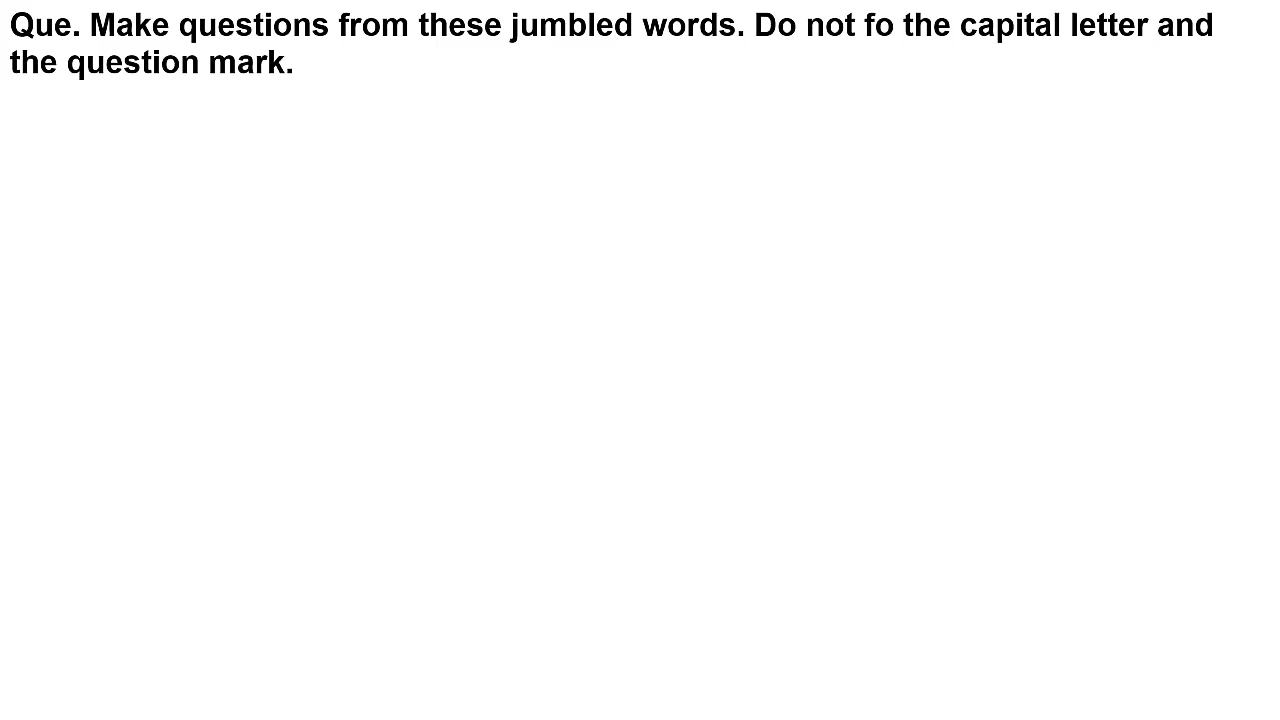 Que. Make questions from these jumbled words. Do not fo the capital letter and
the question mark.